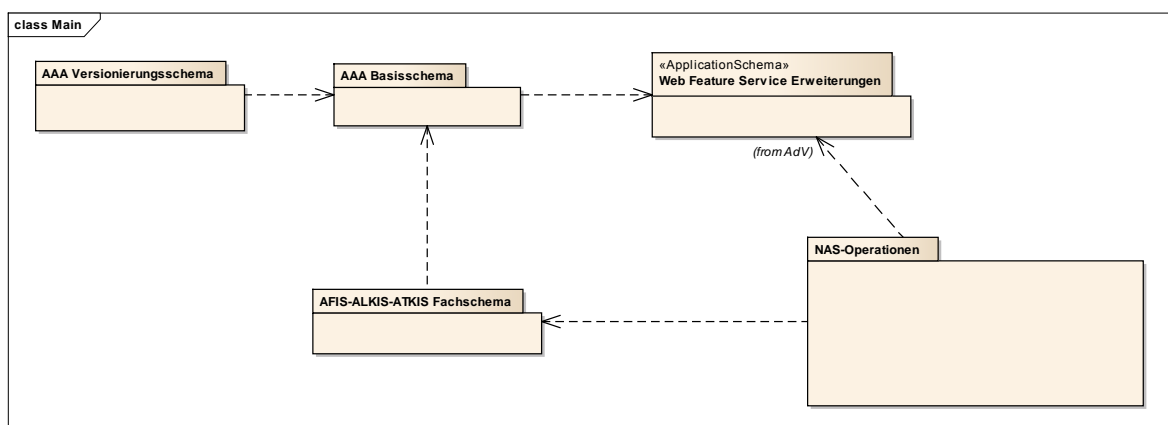 class Main
AAA Versionierungsschema
AAA Basisschema
«ApplicationSchema»
Web Feature Service Erweiterungen
(from AdV)
NAS-Operationen
AFIS-ALKIS-ATKIS Fachschema